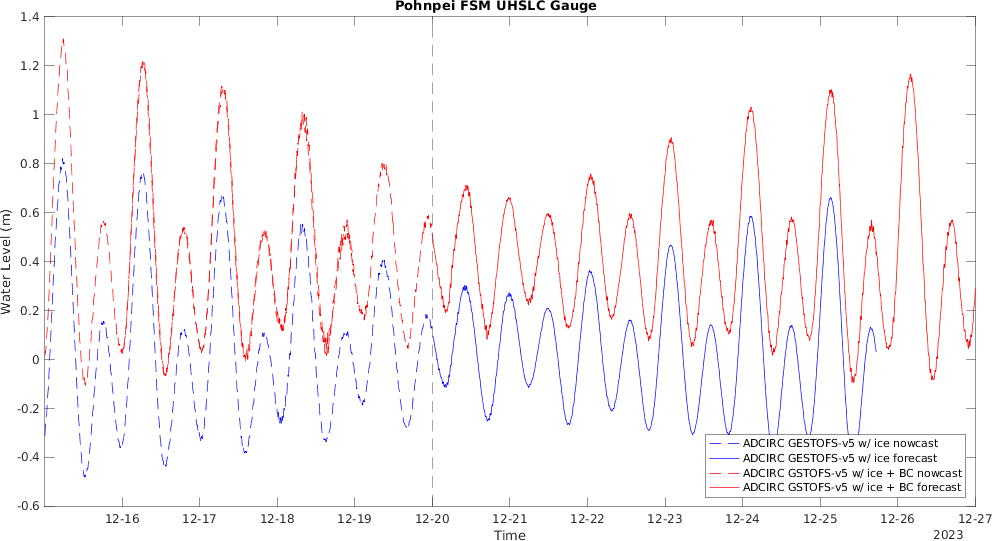 Pohnpei FSM UHSLC Gauge
1.4
1.2
1
0.8
0.6
0.4
0.2
0
-0.2
-0.4
-0.6
Water Level (m)
ADCIRC GESTOFS-v5 w/ ice nowcast
ADCIRC GESTOFS-v5 w/ ice forecast
ADCIRC GSTOFS-v5 w/ ice + BC nowcast
ADCIRC GSTOFS-v5 w/ ice + BC forecast
12-16 12-17 12-18 12-19 12-20 12-21 12-22 12-23 12-24 12-25 12-26 12-27
Time
2023